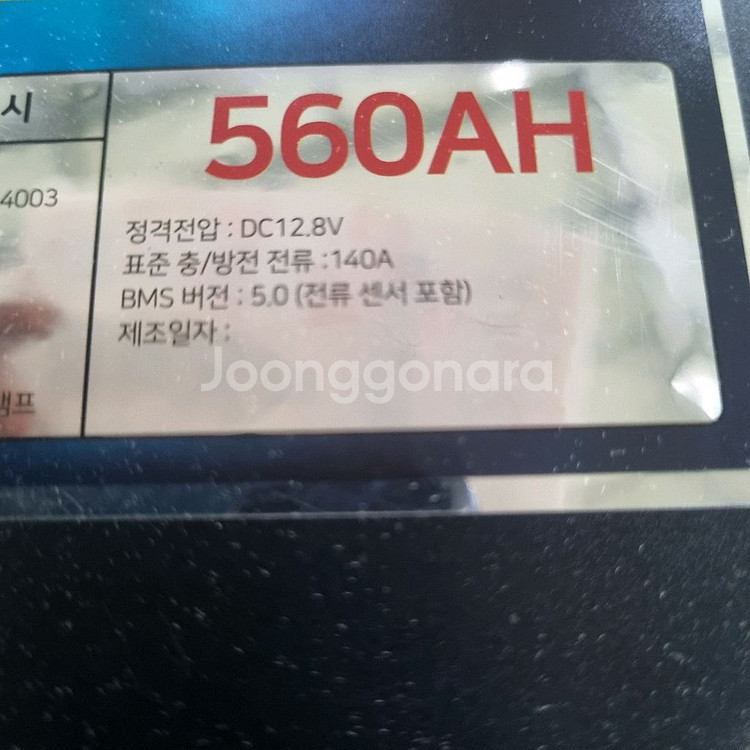 시
560AH
4003
정격전압 : DC12.8V
표준 충/방전 전류 :140A
BMS 버전 : 5.0 (전류 센서 포함)
제조일자 :
Joonggonara
램프